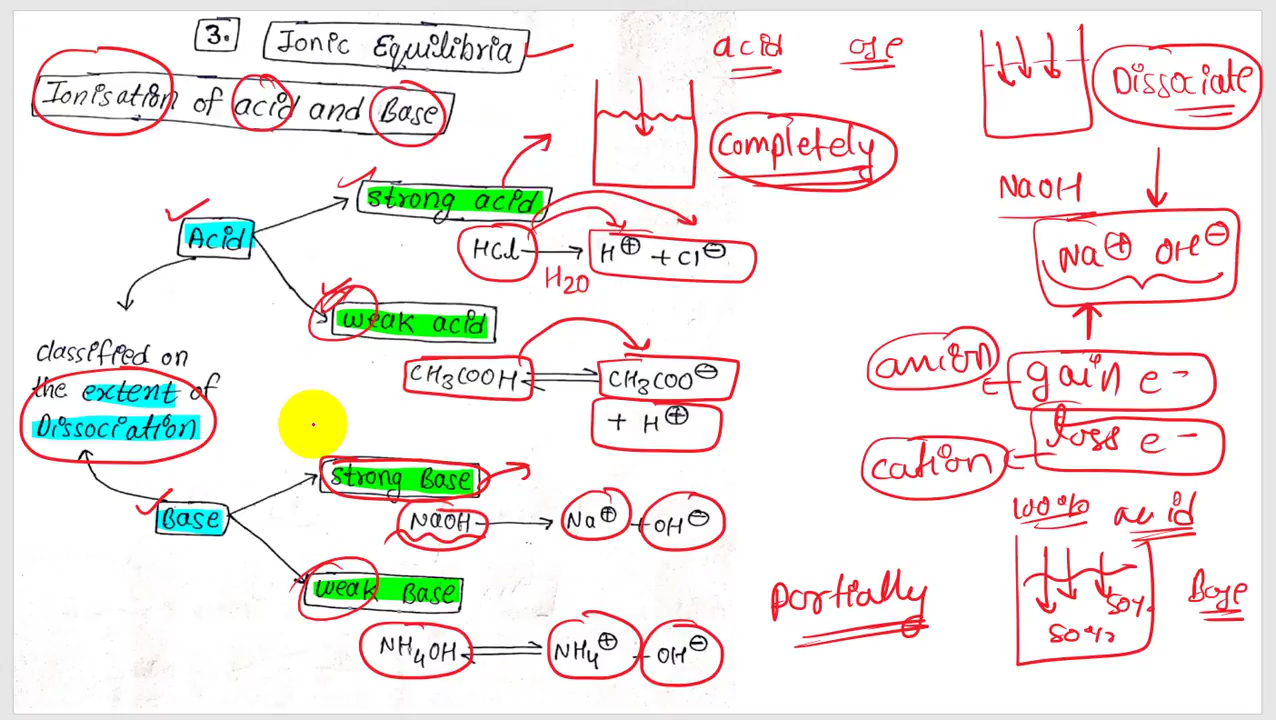 3. Ionic Equilibria
Ionisation of acid and Base
Acid
strong acid
HCl → H⊕ + Cl⊖
H2O
weak acid
CH3COOH ⇌ CH3COO⊖
+ H⊕
classified on
the extent of
Dissociation
Base
strong Base
NaOH → Na⊕ + OH⊖
weak Base
NH4OH ⇌ NH4⊕ + OH⊖
acid
completely
Dissociate
NaOH
Na⊕ OH⊖
anion
gain e-
cation
loss e-
100% acid
50%
50%
Base
Partially